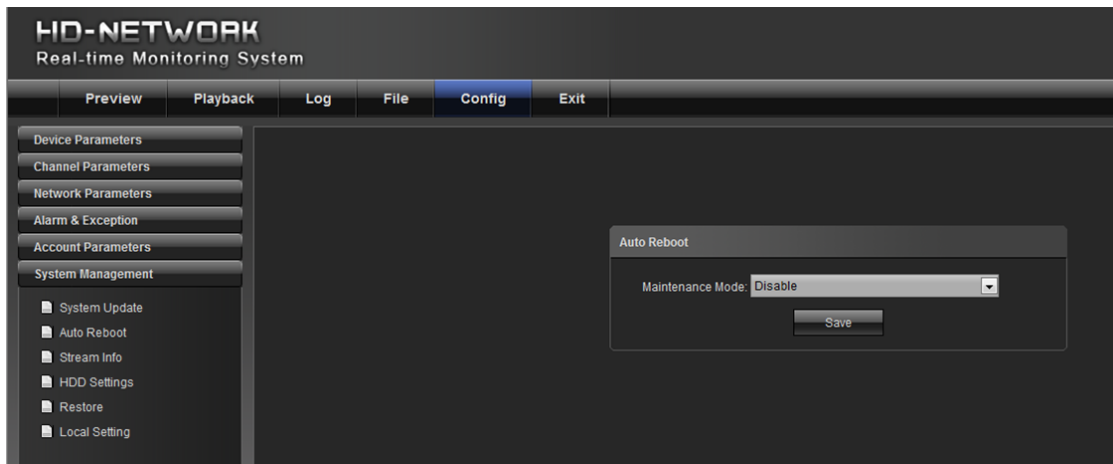 HD-NETWORK
Real-time Monitoring System
Preview Playback Log File Config Exit
Device Parameters
Channel Parameters
Network Parameters
Alarm & Exception
Account Parameters
System Management
System Update
Auto Reboot
Stream Info
HDD Settings
Restore
Local Setting
Auto Reboot
Maintenance Mode: Disable
Save